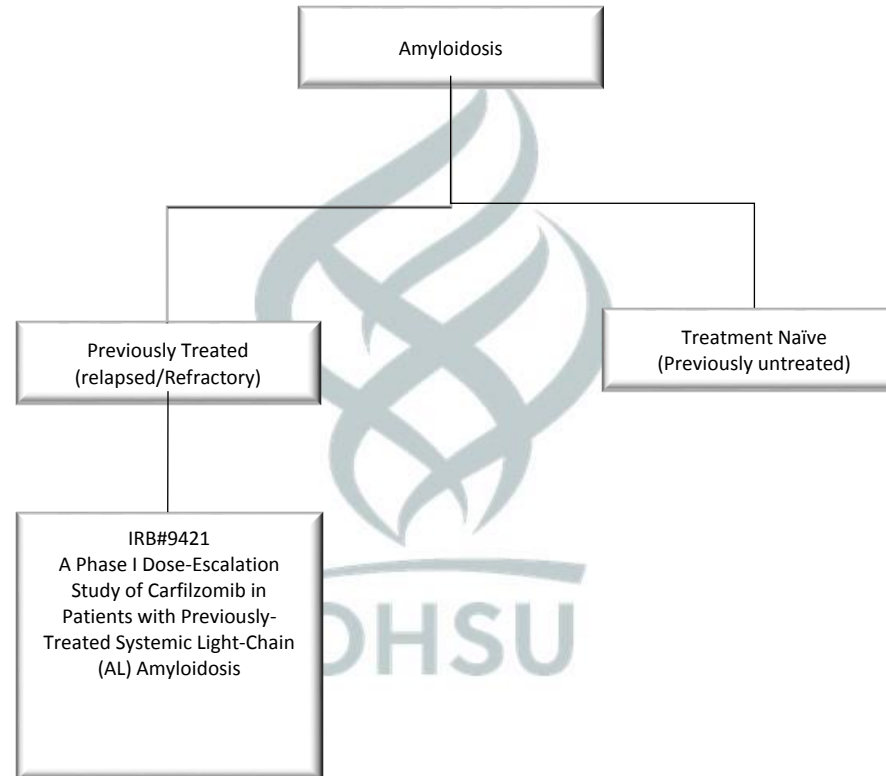 Amyloidosis
Previously Treated
(relapsed/Refractory)
Treatment Naïve
(Previously untreated)
IRB#9421
A Phase I Dose-Escalation
Study of Carfilzomib in
Patients with Previously-
Treated Systemic Light-Chain
(AL) Amyloidosis
OHSU